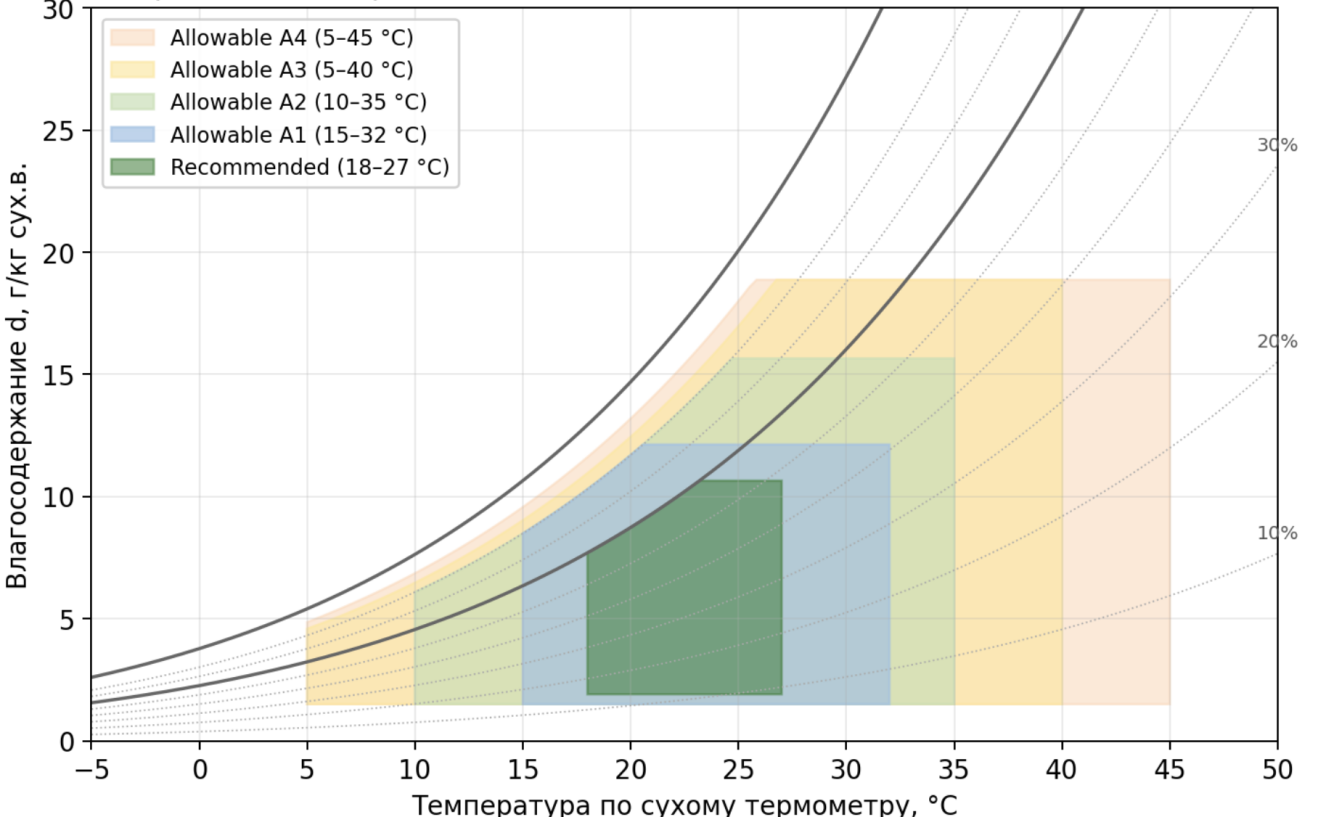 30
Allowable A4 (5–45 °C)
Allowable A3 (5–40 °C)
Allowable A2 (10–35 °C)
Allowable A1 (15–32 °C)
Recommended (18–27 °C)
25
30%
20
20%
15
10
10%
5
0
−5 0 5 10 15 20 25 30 35 40 45 50
Влагосодержание d, г/кг сух.в.
Температура по сухому термометру, °C